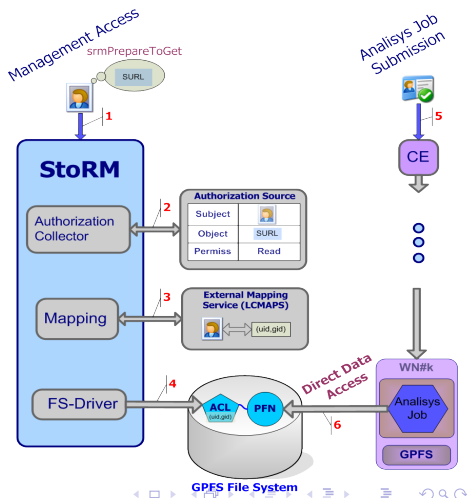 Management Access
srmPrepareToGet
SURL
1
StoRM
Authorization
Collector
2
Authorization Source
Subject
Object SURL
Permiss Read
Mapping
3
External Mapping
Service (LCMAPS)
(uid,gid)
FS-Driver
4
ACL
(uid,gid)
PFN
GPFS File System
Analisys Job
Submission
5
CE
Direct Data
Access
6
WN#k
Analisys
Job
GPFS